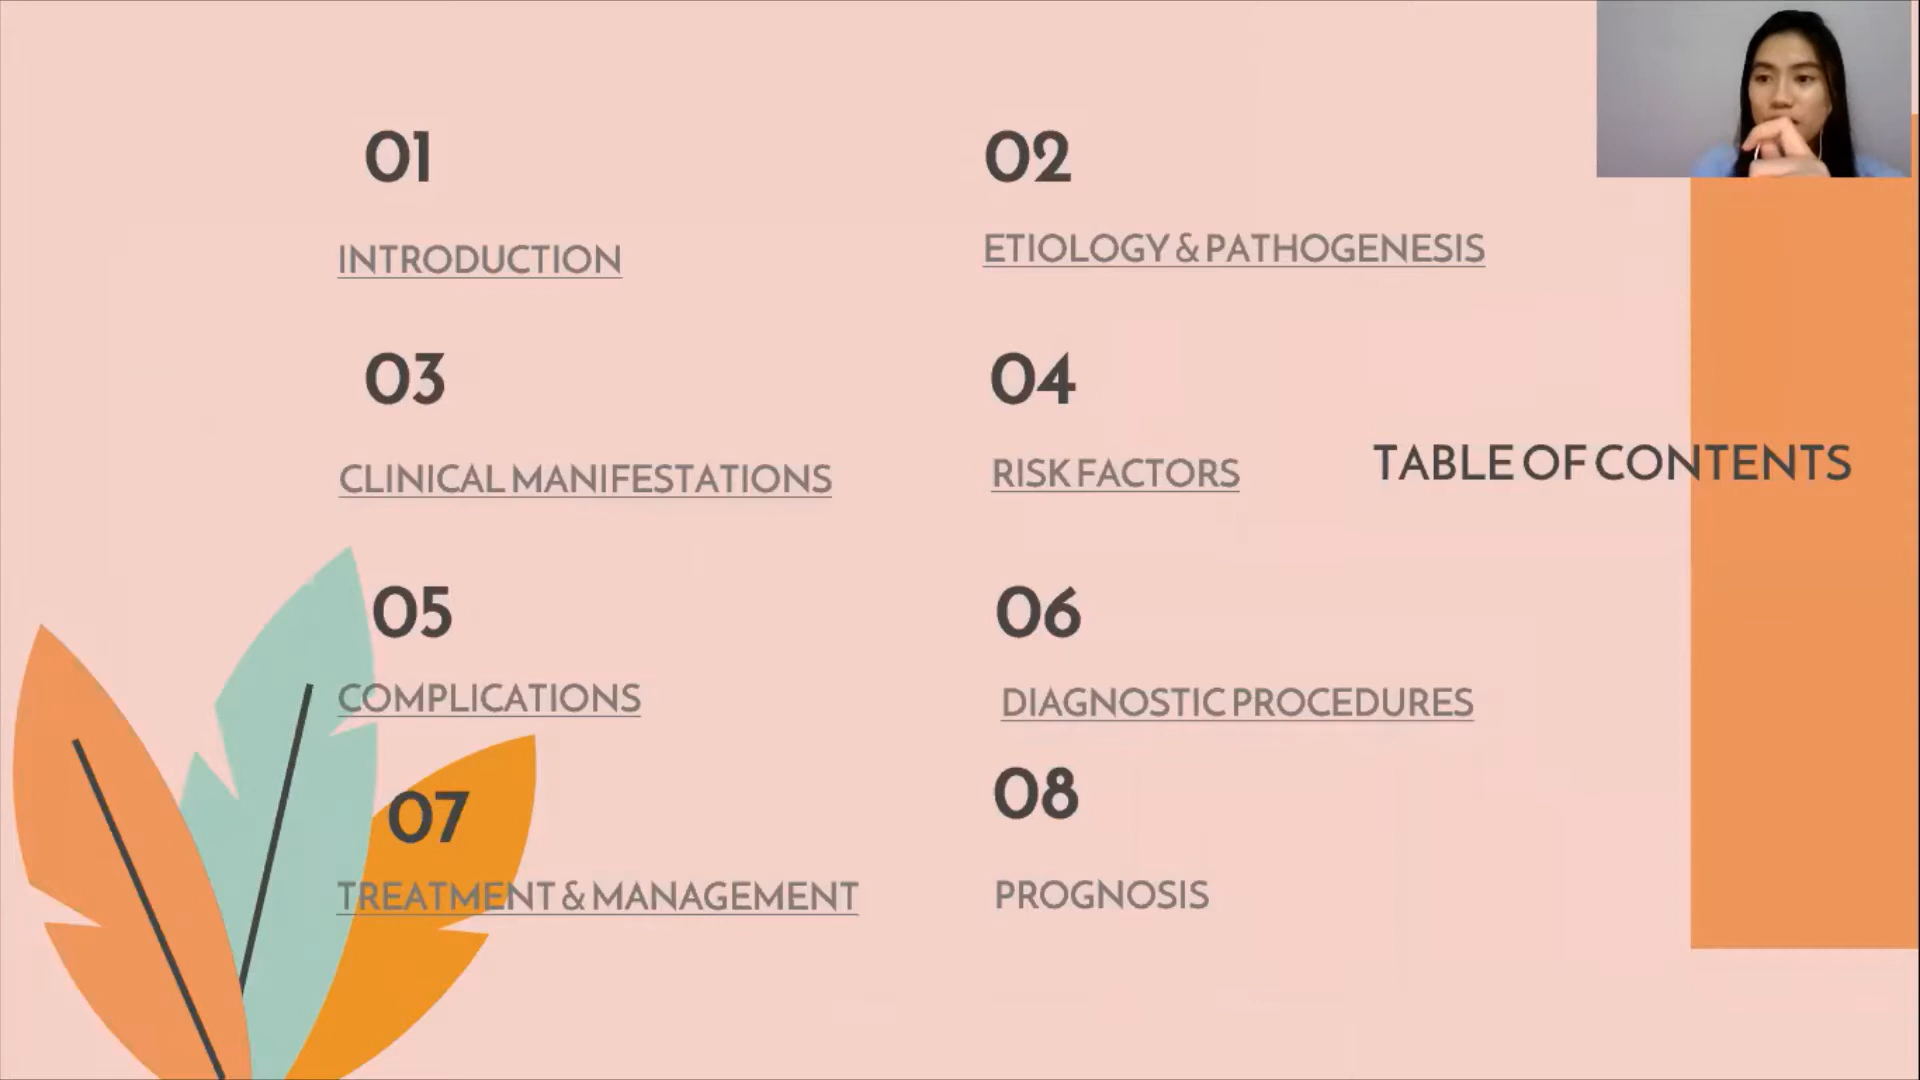 01
INTRODUCTION
02
ETIOLOGY & PATHOGENESIS
03
CLINICAL MANIFESTATIONS
04
RISK FACTORS
TABLE OF CONTENTS
05
COMPLICATIONS
06
DIAGNOSTIC PROCEDURES
07
TREATMENT & MANAGEMENT
08
PROGNOSIS